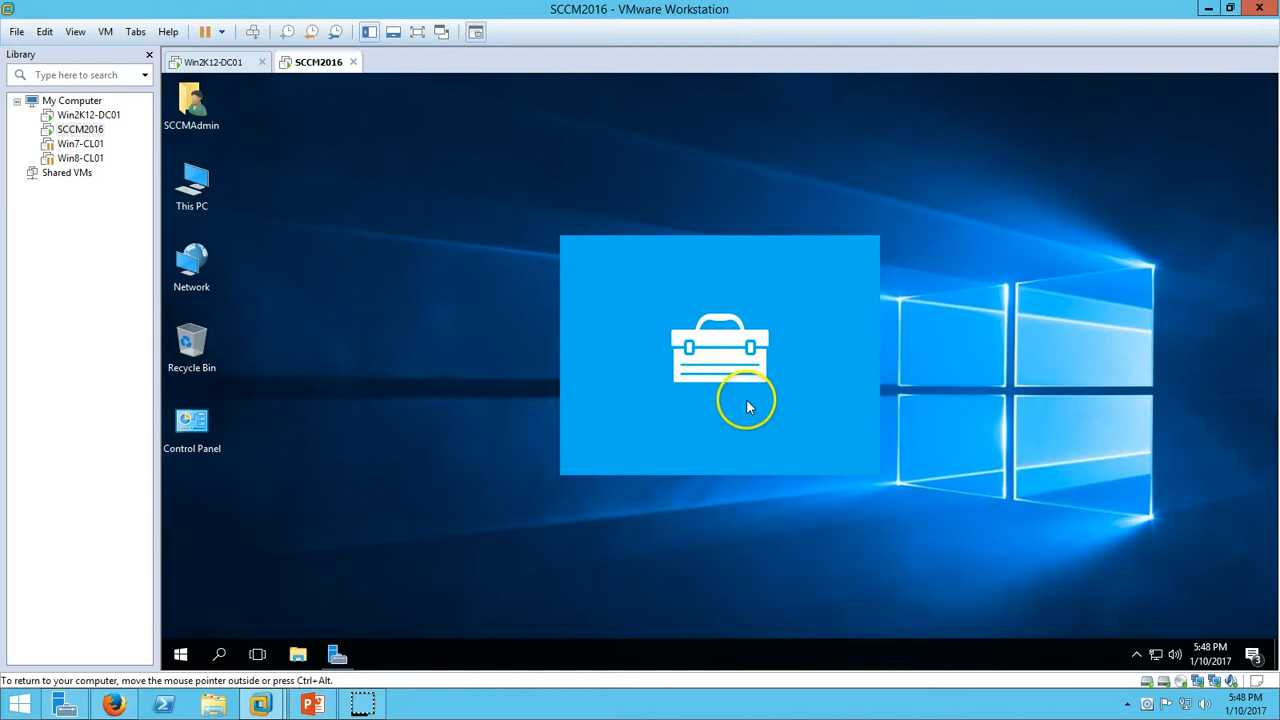 SCCM2016 - VMware Workstation
File Edit View VM Tabs Help
Library
Type here to search
My Computer
Win2K12-DC01
SCCM2016
Win7-CL01
Win8-CL01
Shared VMs
Win2K12-DC01
SCCM2016
SCCMAdmin
This PC
Network
Recycle Bin
Control Panel
5:48 PM
1/10/2017
3
To return to your computer, move the mouse pointer outside or press Ctrl+Alt.
5:48 PM
1/10/2017